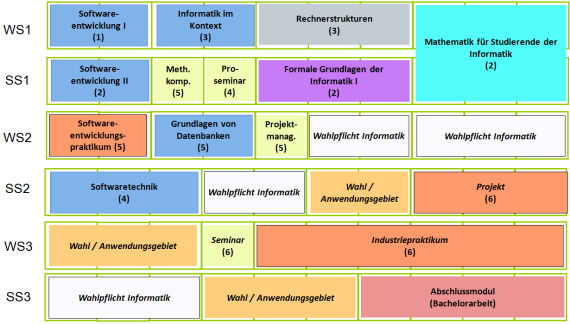 WS1
Software-
entwicklung I
(1)
Informatik im
Kontext
(3)
Rechnerstrukturen
(3)
Mathematik für Studierende der
Informatik
(2)
SS1
Software-
entwicklung II
(2)
Meth.
komp.
(5)
Pro-
seminar
(4)
Formale Grundlagen der
Informatik I
(2)
WS2
Software-
entwicklungs-
praktikum (5)
Grundlagen von
Datenbanken
(5)
Projekt-
manag.
(5)
Wahlpflicht Informatik
Wahlpflicht Informatik
SS2
Softwaretechnik
(4)
Wahlpflicht Informatik
Wahl /
Anwendungsgebiet
Projekt
(6)
WS3
Wahl / Anwendungsgebiet
Seminar
(6)
Industriepraktikum
(6)
SS3
Wahlpflicht Informatik
Wahl / Anwendungsgebiet
Abschlussmodul
(Bachelorarbeit)